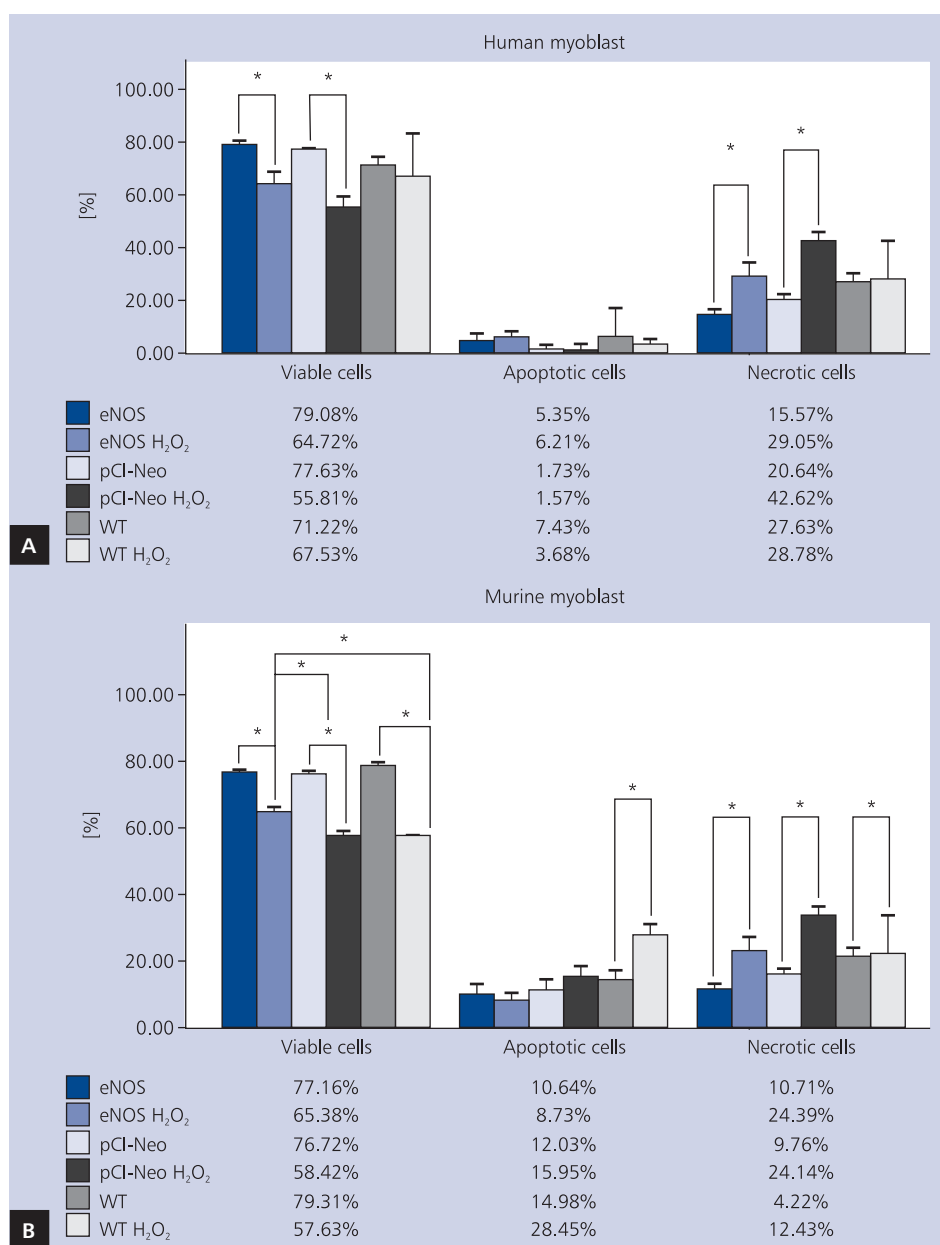 Human myoblast
100.00
80.00
60.00
40.00
20.00
0.00
[%]
* * * *
Viable cells Apoptotic cells Necrotic cells
eNOS 79.08% 5.35% 15.57%
eNOS H₂O₂ 64.72% 6.21% 29.05%
pCI-Neo 77.63% 1.73% 20.64%
pCI-Neo H₂O₂ 55.81% 1.57% 42.62%
WT 71.22% 7.43% 27.63%
WT H₂O₂ 67.53% 3.68% 28.78%
A
Murine myoblast
100.00
80.00
60.00
40.00
20.00
0.00
[%]
* * * * * * * * *
Viable cells Apoptotic cells Necrotic cells
eNOS 77.16% 10.64% 10.71%
eNOS H₂O₂ 65.38% 8.73% 24.39%
pCI-Neo 76.72% 12.03% 9.76%
pCI-Neo H₂O₂ 58.42% 15.95% 24.14%
WT 79.31% 14.98% 4.22%
WT H₂O₂ 57.63% 28.45% 12.43%
B